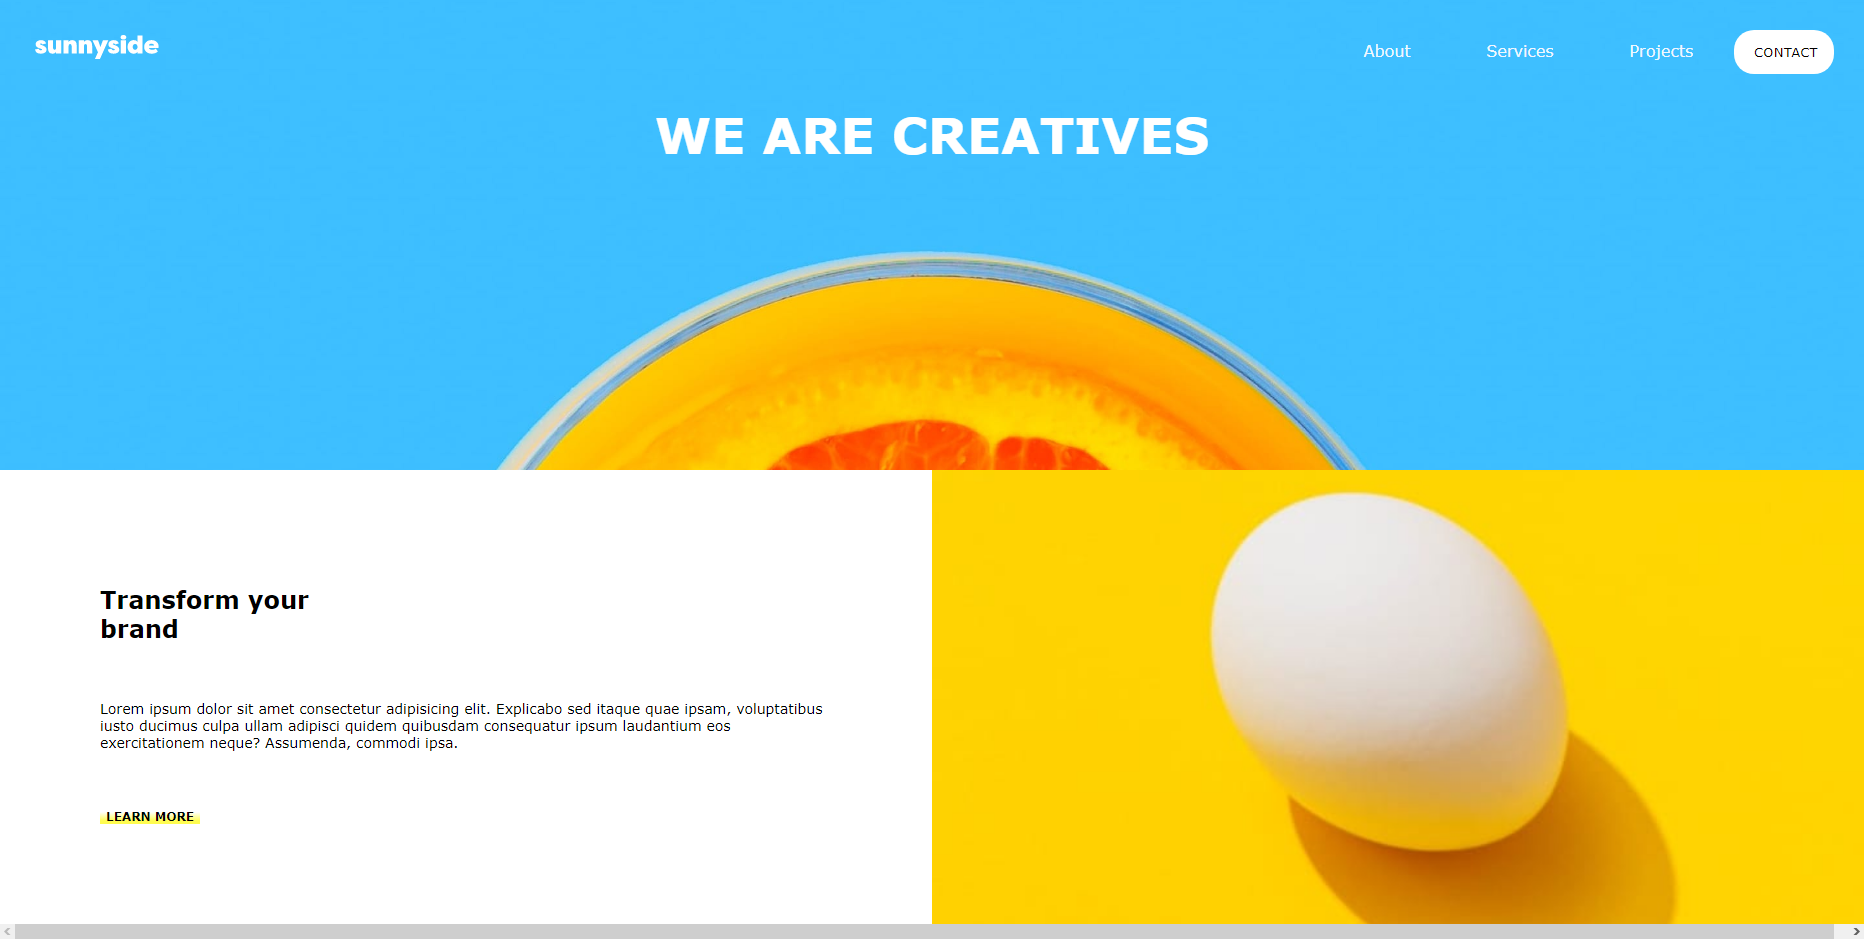 sunnyside
About
Services
Projects
CONTACT
WE ARE CREATIVES
Transform your
brand
Lorem ipsum dolor sit amet consectetur adipisicing elit. Explicabo sed itaque quae ipsam, voluptatibus
iusto ducimus culpa ullam adipisci quidem quibusdam consequatur ipsum laudantium eos
exercitationem neque? Assumenda, commodi ipsa.
LEARN MORE